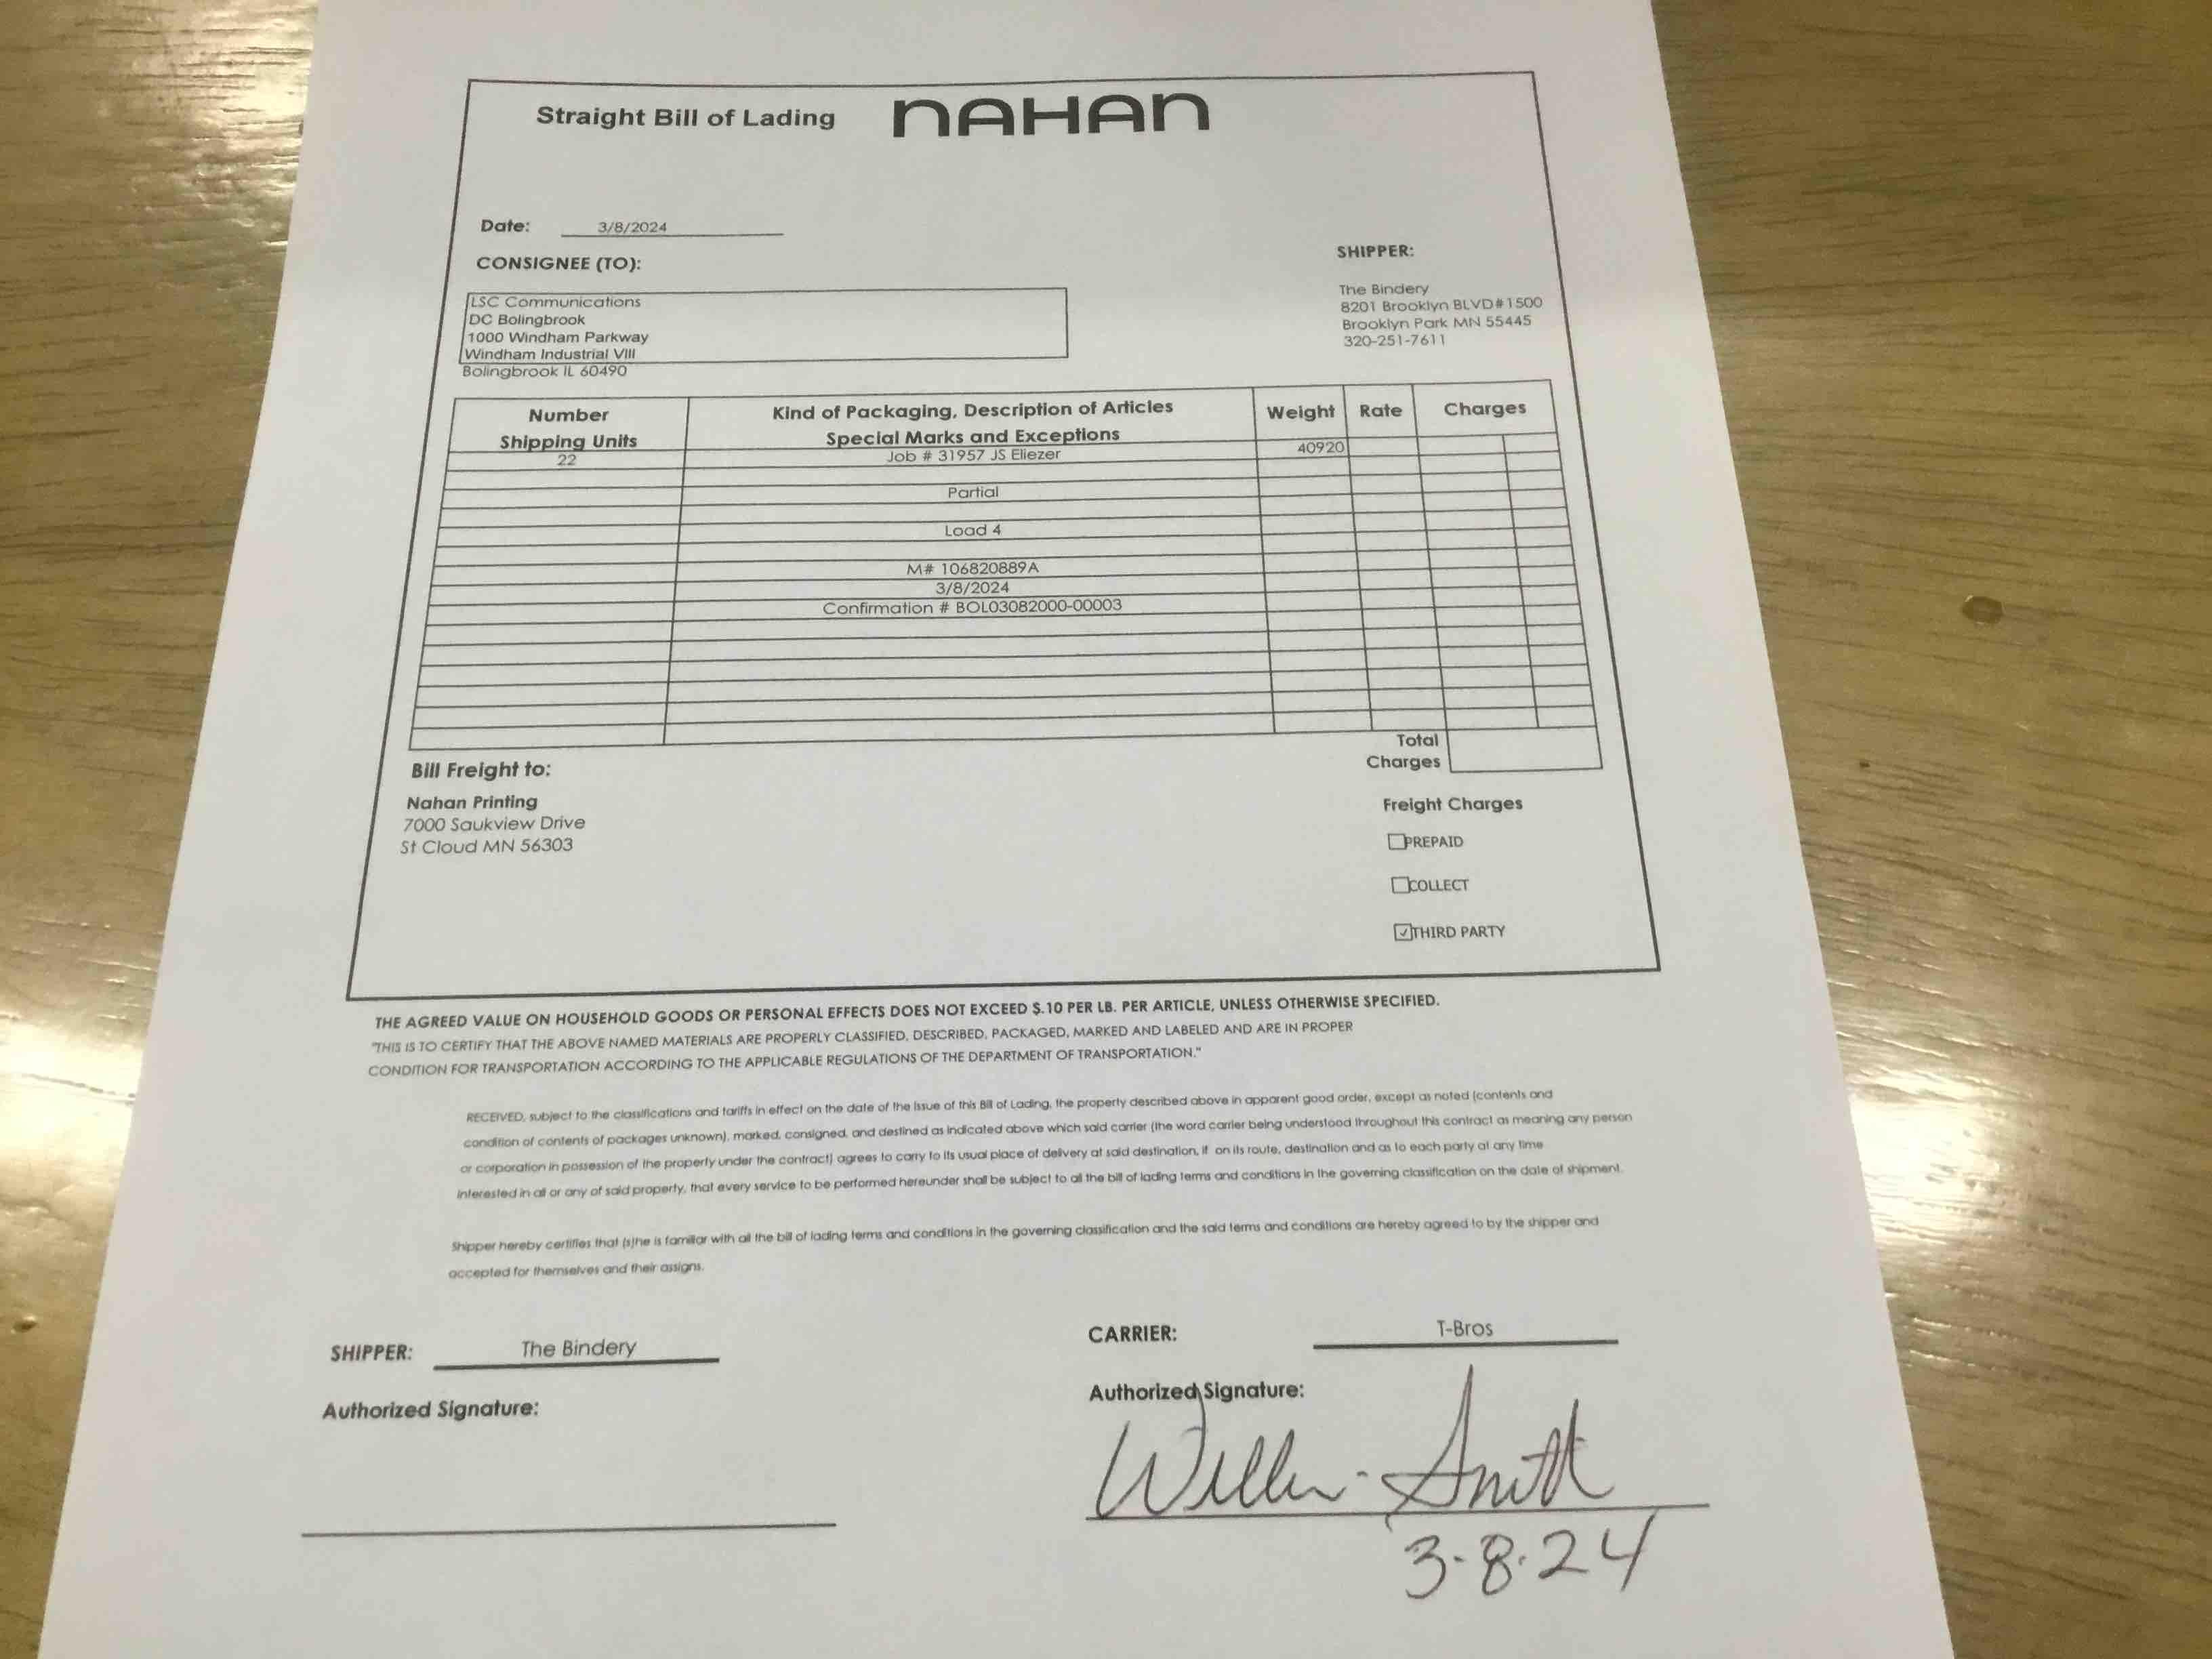 Straight Bill of Lading NAHAN
Date: 3/8/2024
CONSIGNEE (TO):
LSC Communications
DC Bolingbrook
1000 Windham Parkway
Windham Industrial VIII
Bolingbrook IL 60490
SHIPPER:
The Bindery
8201 Brooklyn BLVD#1500
Brooklyn Park MN 55445
320-251-7611
Number Shipping Units Kind of Packaging, Description of Articles Special Marks and Exceptions Weight Rate Charges
22 Job # 31957 JS Eliezer 40920
Partial
Load 4
M# 106820889A
3/8/2024
Confirmation # BOL03082000-00003
Total
Charges
Bill Freight to:
Nahan Printing
7000 Saukview Drive
St Cloud MN 56303
Freight Charges
PREPAID
COLLECT
THIRD PARTY
THE AGREED VALUE ON HOUSEHOLD GOODS OR PERSONAL EFFECTS DOES NOT EXCEED $.10 PER LB. PER ARTICLE, UNLESS OTHERWISE SPECIFIED.
"THIS IS TO CERTIFY THAT THE ABOVE NAMED MATERIALS ARE PROPERLY CLASSIFIED, DESCRIBED, PACKAGED, MARKED AND LABELED AND ARE IN PROPER
CONDITION FOR TRANSPORTATION ACCORDING TO THE APPLICABLE REGULATIONS OF THE DEPARTMENT OF TRANSPORTATION."
RECEIVED, subject to the classifications and tariffs in effect on the date of the issue of this Bill of Lading, the property described above in apparent good order, except as noted (contents and
condition of contents of packages unknown), marked, consigned, and destined as indicated above which said carrier (the word carrier being understood throughout this contract as meaning any person
or corporation in possession of the property under the contract) agrees to carry to its usual place of delivery at said destination, if on its route, destination and as to each party at any time
interested in all or any of said property, that every service to be performed hereunder shall be subject to all the bill of lading terms and conditions in the governing classification on the date of shipment.
Shipper hereby certifies that (s)he is familiar with all the bill of lading terms and conditions in the governing classification and the said terms and conditions are hereby agreed to by the shipper and
accepted for themselves and their assigns.
SHIPPER: The Bindery
Authorized Signature:
CARRIER: T-Bros
Authorized Signature:
Smith
3-8-24